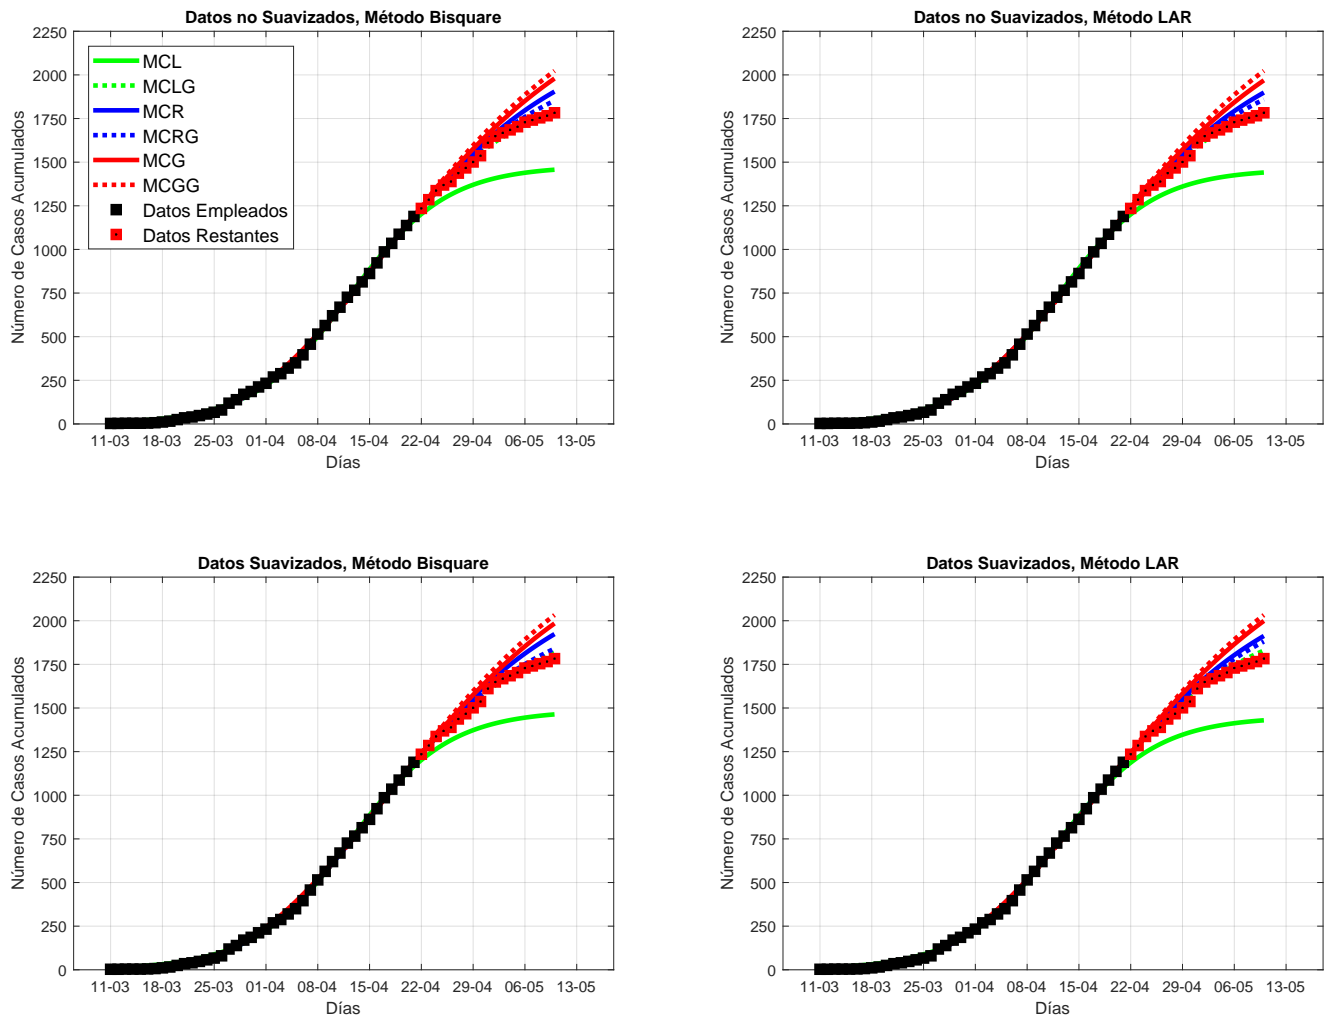 Datos no Suavizados, Método Bisquare
2250
2000
1750
1500
1250
1000
750
500
250
0
Número de Casos Acumulados
MCL
MCLG
MCR
MCRG
MCG
MCGG
Datos Empleados
Datos Restantes
11-03 18-03 25-03 01-04 08-04 15-04 22-04 29-04 06-05 13-05
Días
Datos no Suavizados, Método LAR
2250
2000
1750
1500
1250
1000
750
500
250
0
Número de Casos Acumulados
11-03 18-03 25-03 01-04 08-04 15-04 22-04 29-04 06-05 13-05
Días
Datos Suavizados, Método Bisquare
2250
2000
1750
1500
1250
1000
750
500
250
0
Número de Casos Acumulados
11-03 18-03 25-03 01-04 08-04 15-04 22-04 29-04 06-05 13-05
Días
Datos Suavizados, Método LAR
2250
2000
1750
1500
1250
1000
750
500
250
0
Número de Casos Acumulados
11-03 18-03 25-03 01-04 08-04 15-04 22-04 29-04 06-05 13-05
Días